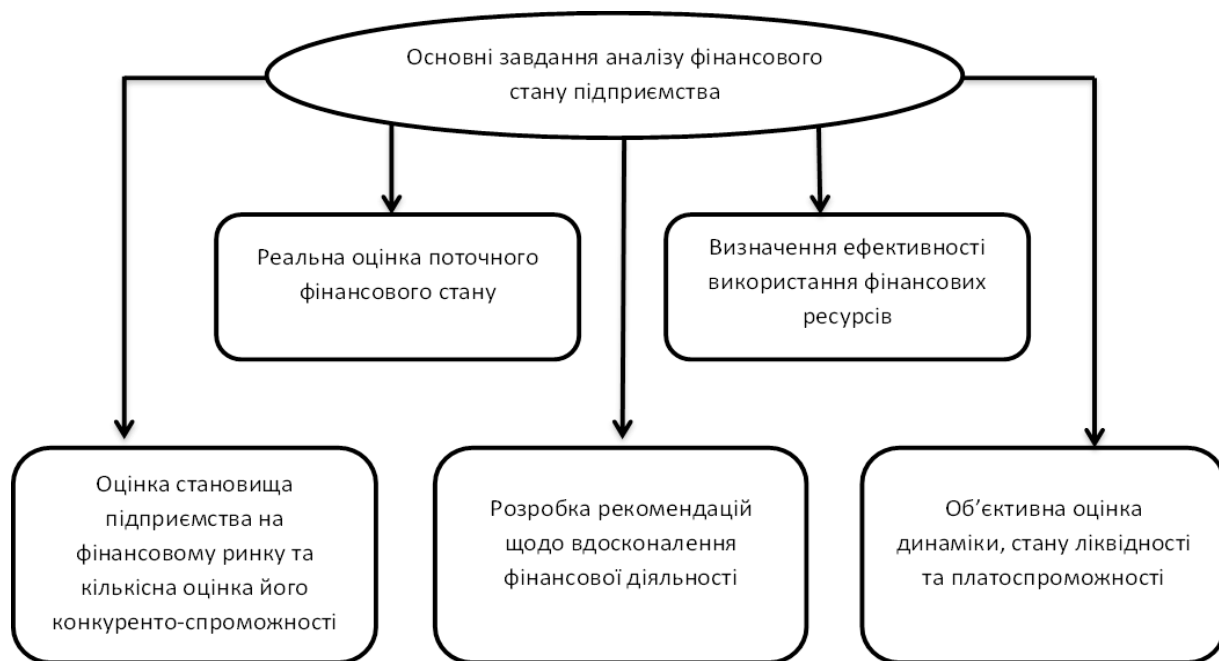 Основні завдання аналізу фінансового
стану підприємства
Реальна оцінка поточного
фінансового стану
Визначення ефективності
використання фінансових
ресурсів
Оцінка становища
підприємства на
фінансовому ринку та
кількісна оцінка його
конкуренто-спроможності
Розробка рекомендацій
щодо вдосконалення
фінансової діяльності
Об’єктивна оцінка
динаміки, стану ліквідності
та платоспроможності